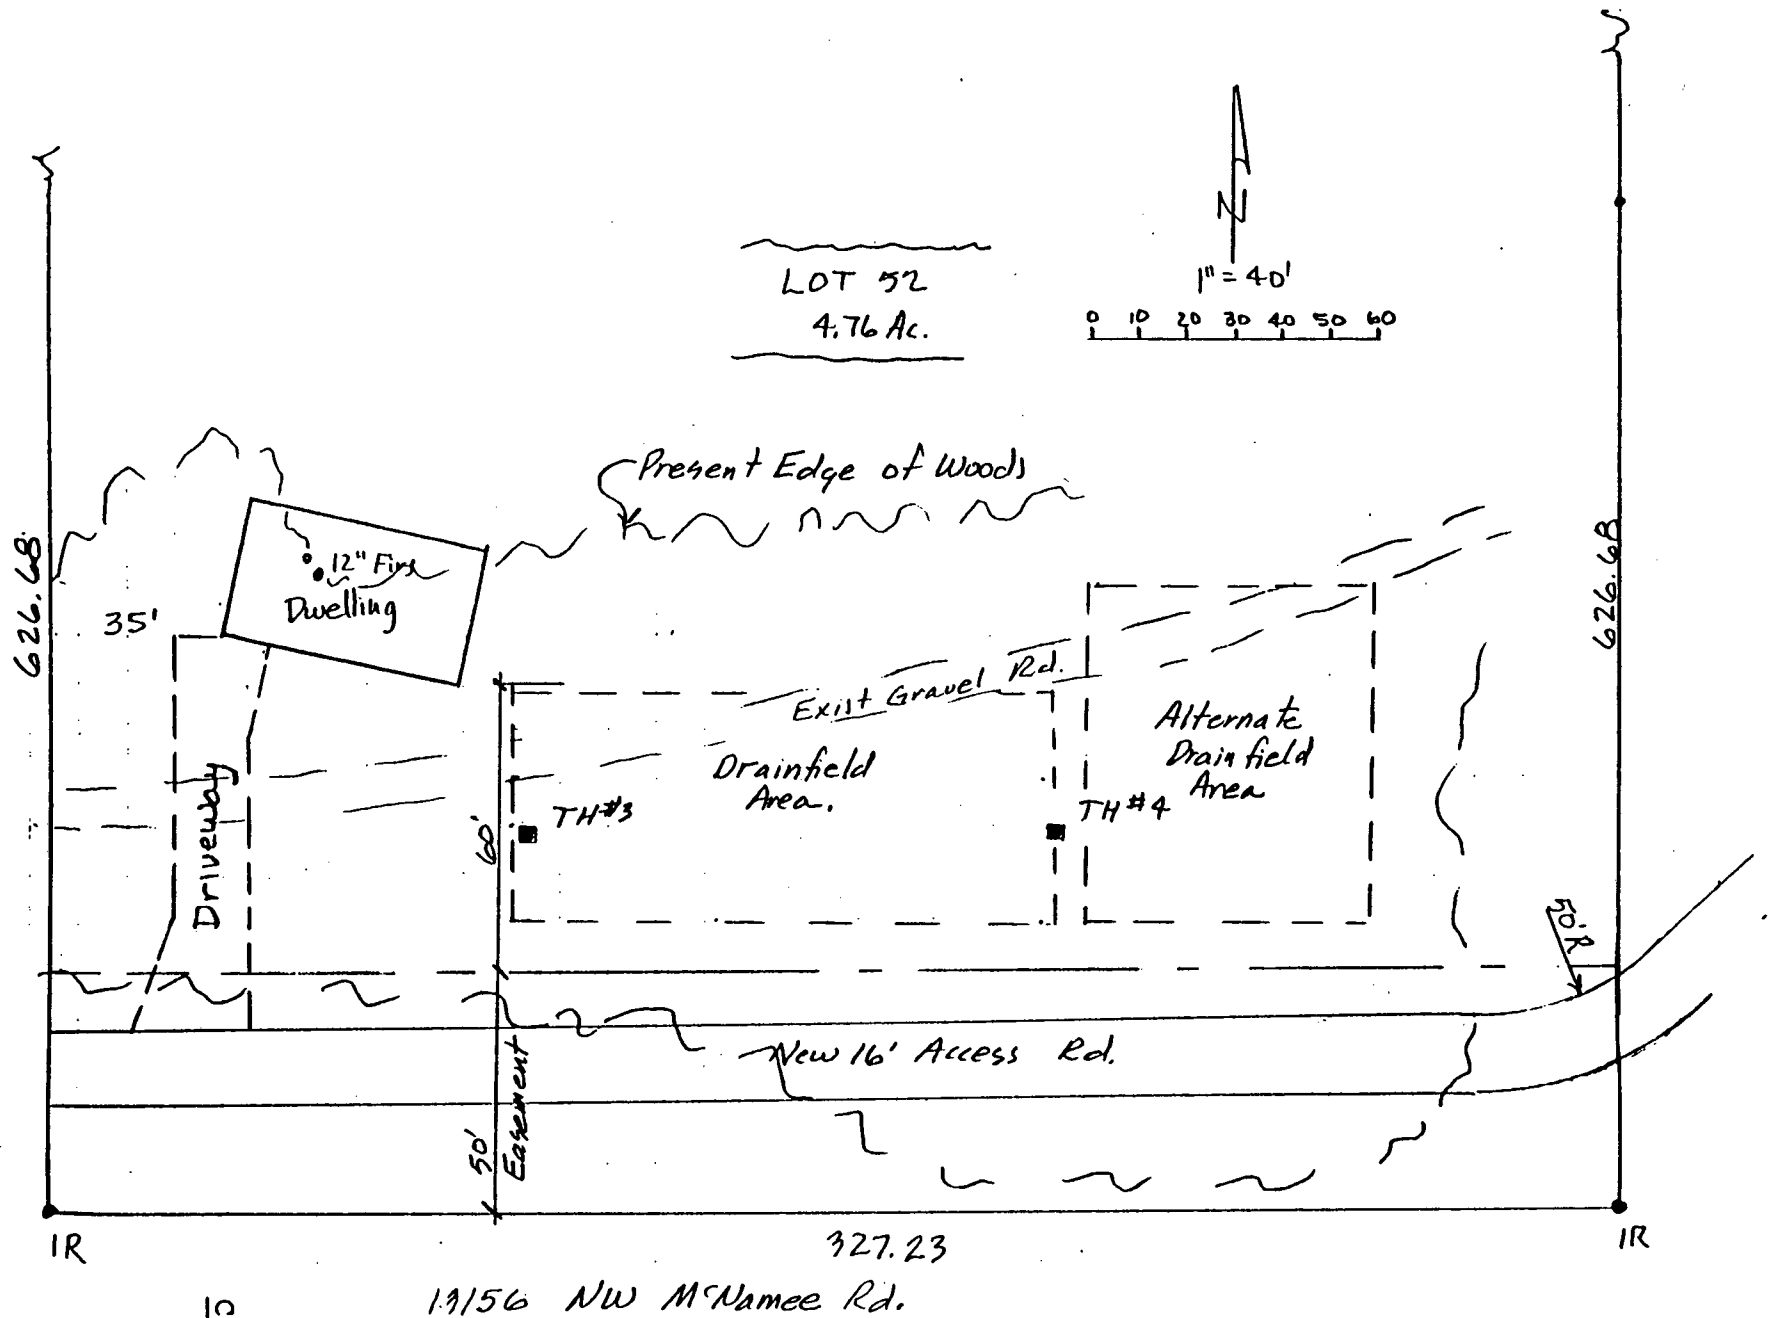 N
1" = 40'
0 10 20 30 40 50 60
LOT 52
4.76 Ac.
Present Edge of Woods
626.68
626.68
12" Firs
Dwelling
35'
Exist Gravel Rd.
Alternate
Drainfield
Area
Drainfield
Area.
TH#3
TH#4
Driveway
60'
50'R
New 16' Access Rd.
50'
Easement
IR
327.23
IR
13156 NW McNamee Rd.